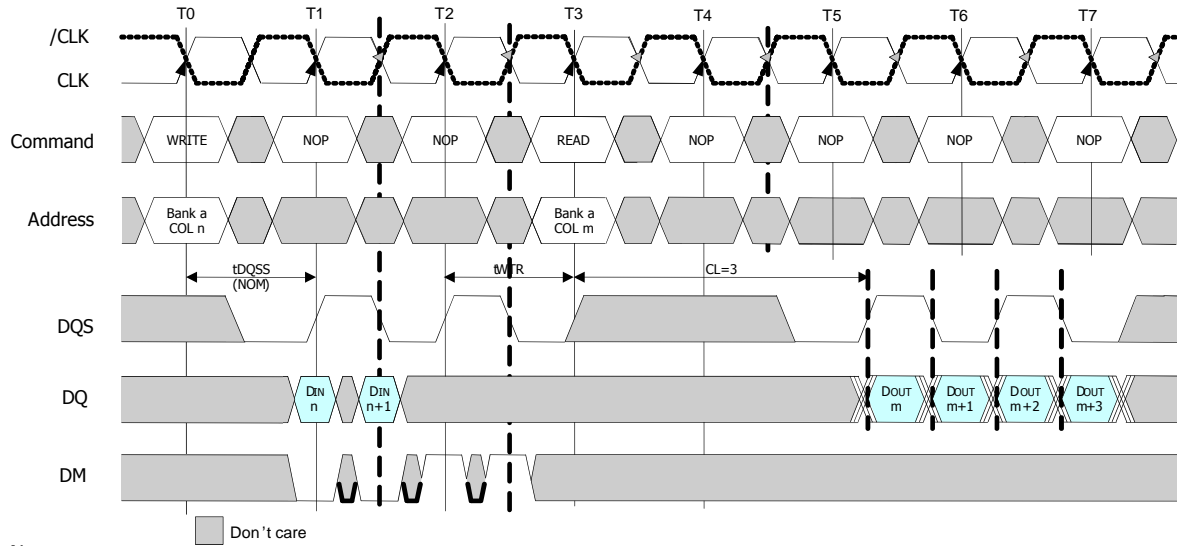 T0 T1 T2 T3 T4 T5 T6 T7
/CLK
CLK
Command WRITE NOP NOP READ NOP NOP NOP NOP
Address Bank a COL n Bank a COL m
tDQSS (NOM) tWTR CL=3
DQS
DQ DIN n DIN n+1 DOUT m DOUT m+1 DOUT m+2 DOUT m+3
DM
Don't care